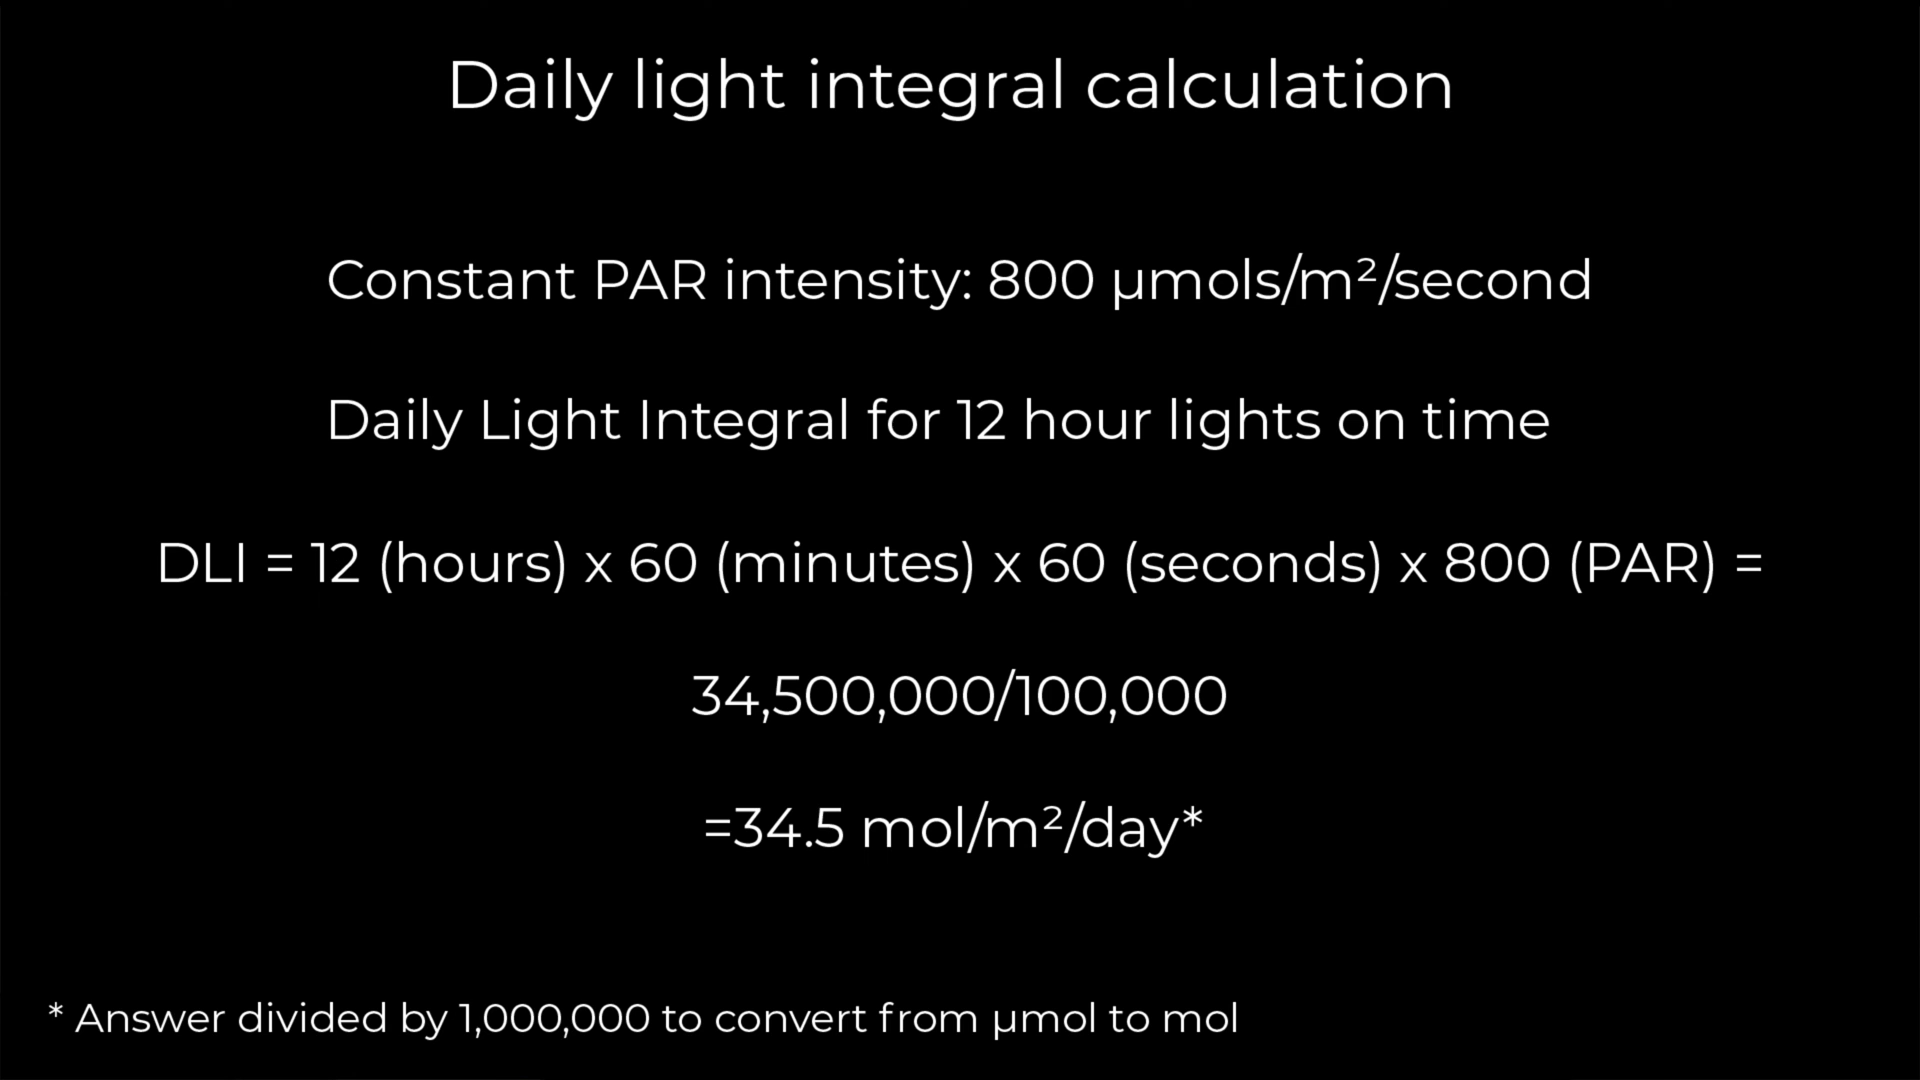 Daily light integral calculation
Constant PAR intensity: 800 µmols/m²/second
Daily Light Integral for 12 hour lights on time
DLI = 12 (hours) x 60 (minutes) x 60 (seconds) x 800 (PAR) =
34,500,000/100,000
=34.5 mol/m²/day*
* Answer divided by 1,000,000 to convert from µmol to mol